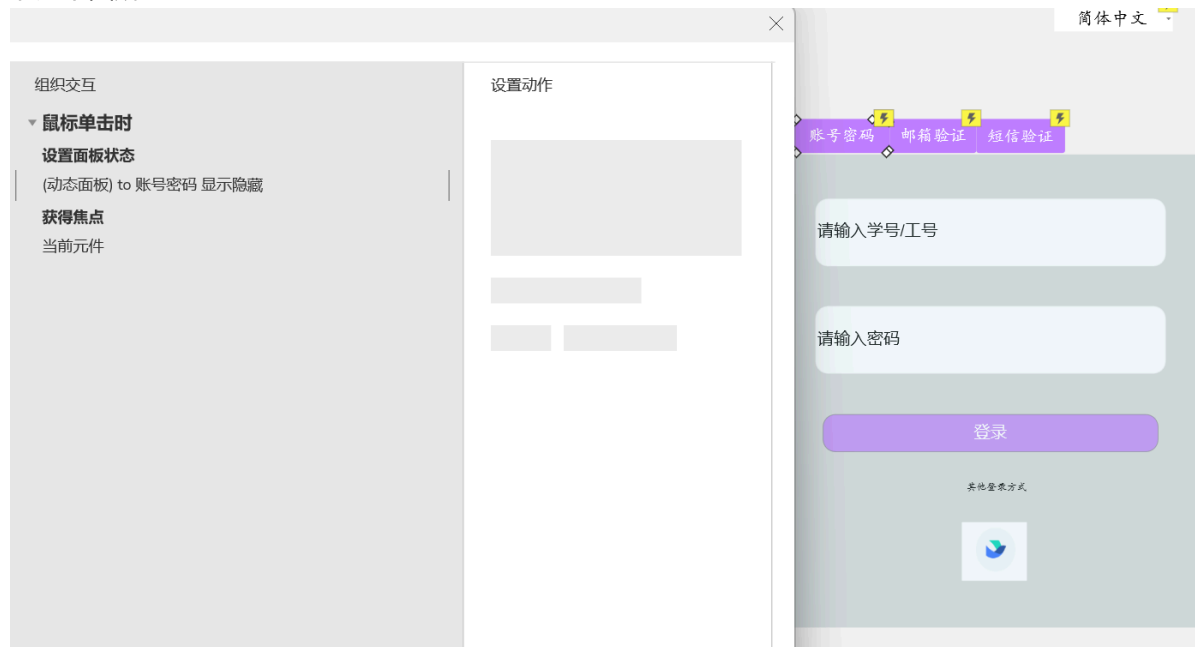 简体中文
组织交互
设置动作
鼠标单击时
设置面板状态
(动态面板) to 账号密码 显示隐藏
获得焦点
当前元件
账号密码
邮箱验证
短信验证
请输入学号/工号
请输入密码
登录
其他登录方式